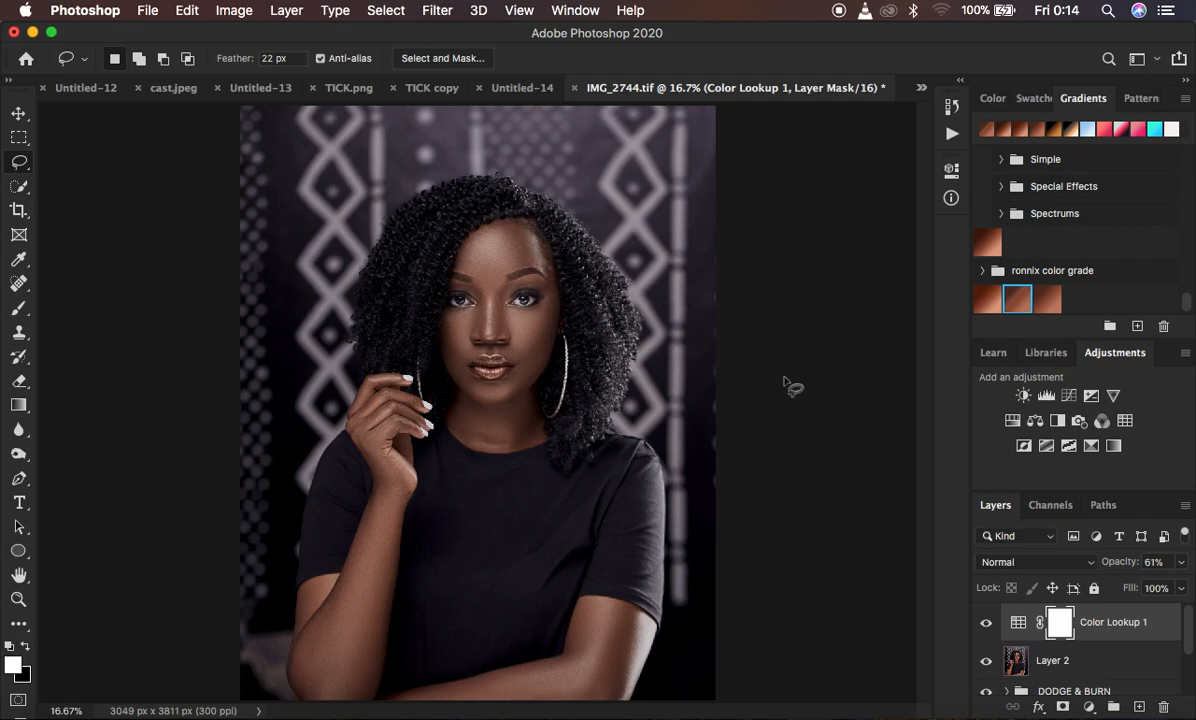 Photoshop File Edit Image Layer Type Select Filter 3D View Window Help 100% Fri 0:14
Adobe Photoshop 2020
Feather: 22 px Anti-alias Select and Mask...
Untitled-12 cast.jpeg Untitled-13 TICK.png TICK copy Untitled-14 IMG_2744.tif @ 16.7% (Color Lookup 1, Layer Mask/16) *
Color Swatche Gradients Pattern
Simple
Special Effects
Spectrums
ronnix color grade
Learn Libraries Adjustments
Add an adjustment
Layers Channels Paths
Kind
Normal Opacity: 61%
Lock: Fill: 100%
Color Lookup 1
Layer 2
DODGE & BURN
16.67% 3049 px x 3811 px (300 ppi)